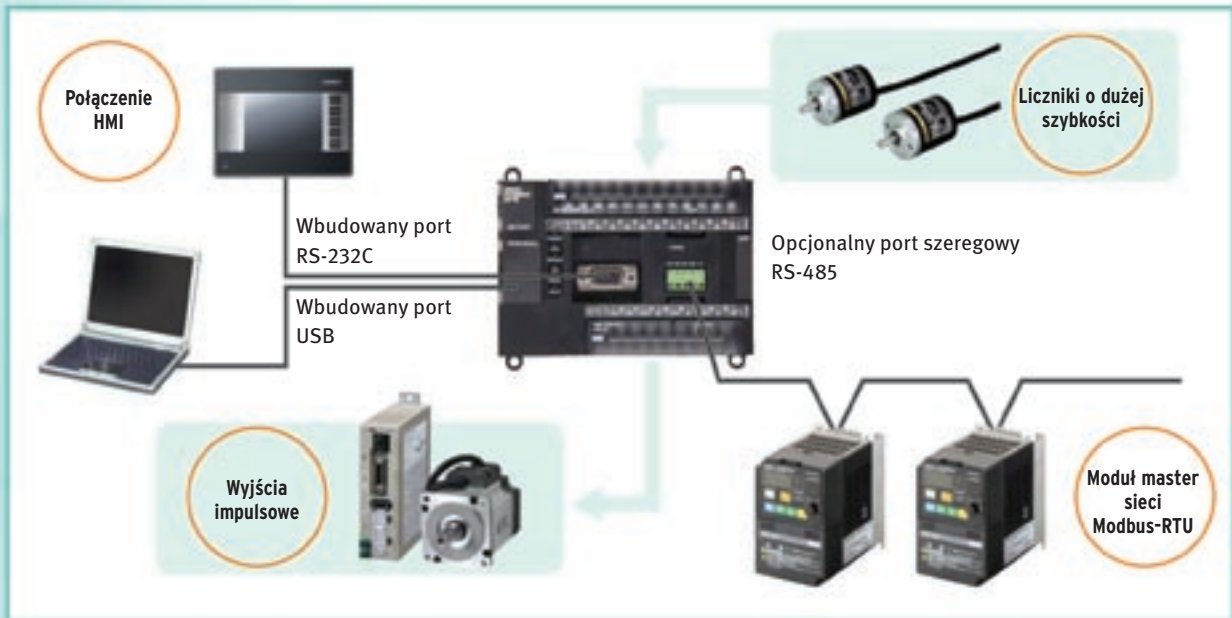 Połączenie
HMI
Liczniki o dużej
szybkości
Wbudowany port
RS-232C
Opcjonalny port szeregowy
RS-485
Wbudowany port
USB
Wyjścia
impulsowe
Moduł master
sieci
Modbus-RTU